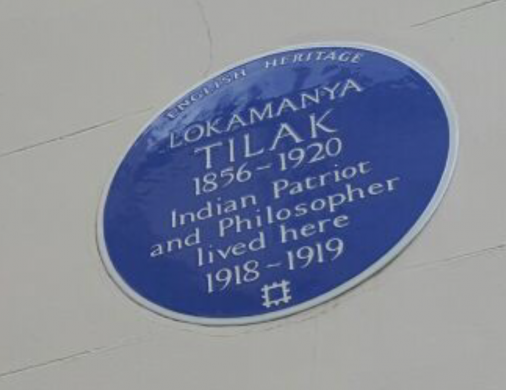 ENGLISH HERITAGE
LOKAMANYA
TILAK
1856-1920
Indian Patriot
and Philosopher
lived here
1918-1919